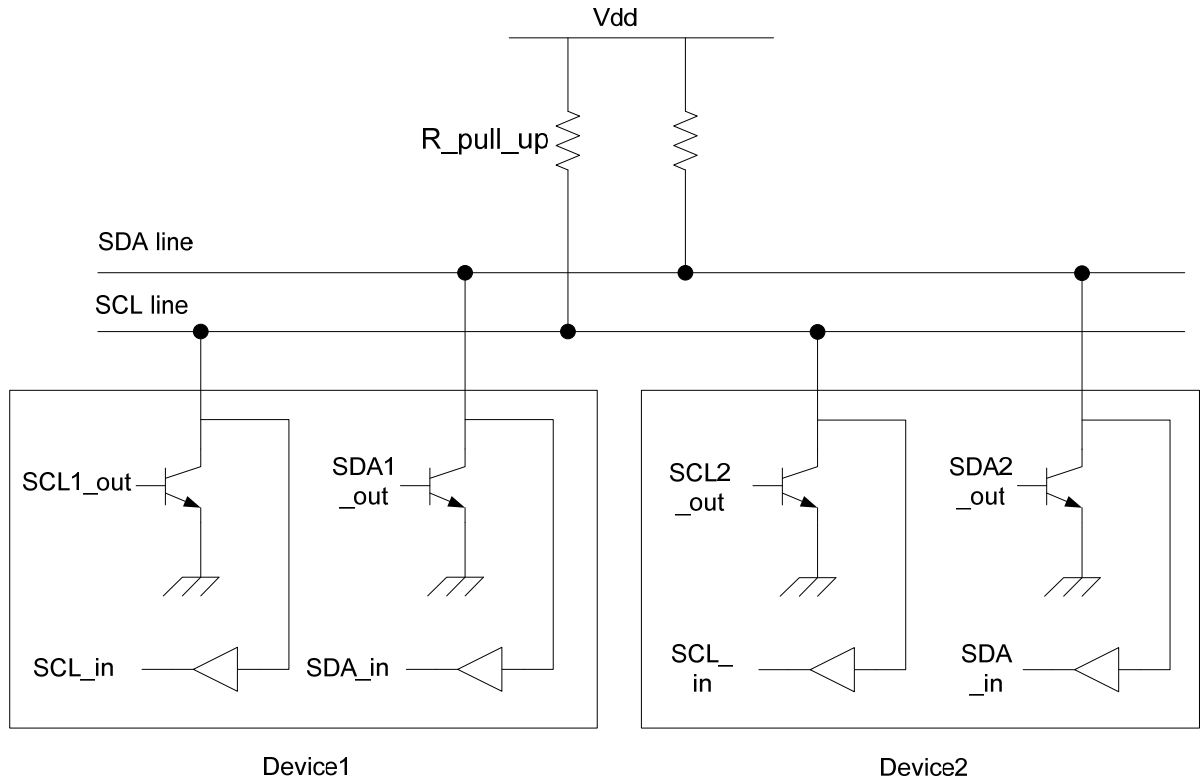 Vdd
R_pull_up
SDA line
SCL line
SCL1_out
SDA1
_out
SCL2
_out
SDA2
_out
SCL_in
SDA_in
SCL_
in
SDA
_in
Device1
Device2